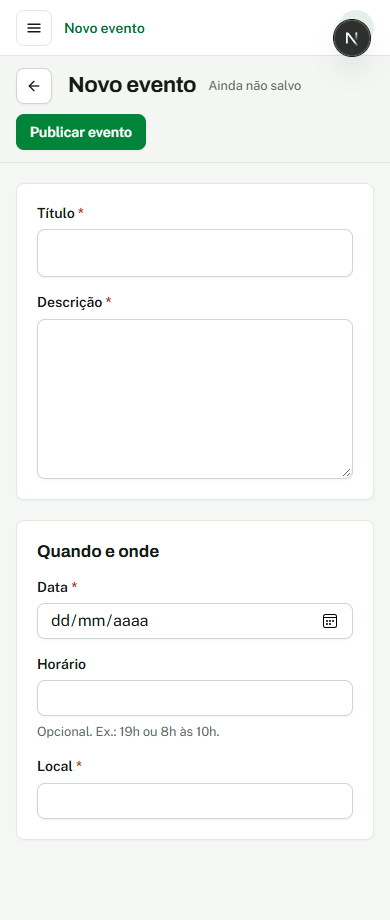 Novo evento
N
Novo evento
Ainda não salvo
Publicar evento
Título *
Descrição *
Quando e onde
Data *
dd/mm/aaaa
Horário
Opcional. Ex.: 19h ou 8h às 10h.
Local *